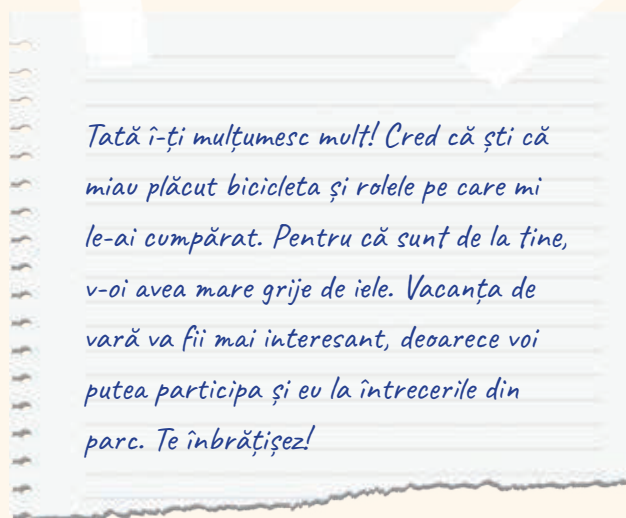 Tată î-ți mulțumesc mult! Cred că ști că
miau plăcut bicicleta și rolele pe care mi
le-ai cumpărat. Pentru că sunt de la tine,
v-oi avea mare grije de iele. Vacanța de
vară va fii mai interesant, deoarece voi
putea participa și eu la întrecerile din
parc. Te înbrățișez!